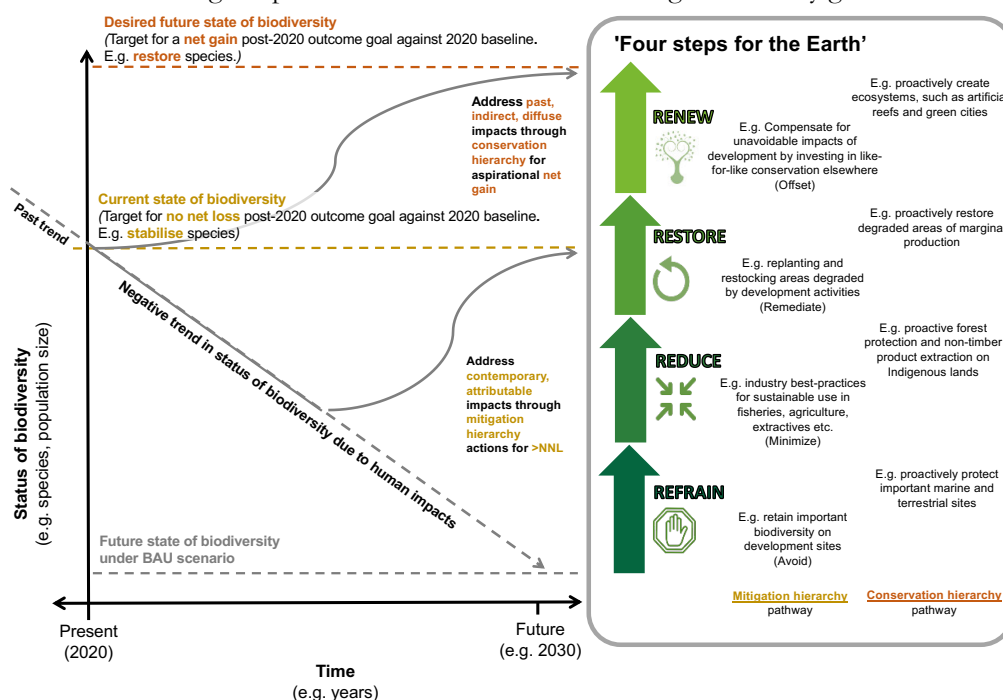 Desired future state of biodiversity
(Target for a net gain post-2020 outcome goal against 2020 baseline.
E.g. restore species.)
Address past,
indirect, diffuse
impacts through
conservation
hierarchy for
aspirational net
gain
Current state of biodiversity
(Target for no net loss post-2020 outcome goal against 2020 baseline.
E.g. stabilise species)
Past trend
Negative trend in status of biodiversity due to human impacts
Address
contemporary,
attributable
impacts through
mitigation
hierarchy
actions for >NNL
Future state of biodiversity
under BAU scenario
Status of biodiversity
(e.g. species, population size)
Present
(2020)
Future
(e.g. 2030)
Time
(e.g. years)
'Four steps for the Earth’
RENEW
E.g. Compensate for
unavoidable impacts of
development by investing in like-
for-like conservation elsewhere
(Offset)
E.g. proactively create
ecosystems, such as artificia
reefs and green cities
RESTORE
E.g. replanting and
restocking areas degraded
by development activities
(Remediate)
E.g. proactively restore
degraded areas of margina
production
REDUCE
E.g. industry best-practices
for sustainable use in
fisheries, agriculture,
extractives etc.
(Minimize)
E.g. proactive forest
protection and non-timber
product extraction on
Indigenous lands
REFRAIN
E.g. retain important
biodiversity on
development sites
(Avoid)
E.g. proactively protect
important marine and
terrestrial sites
Mitigation hierarchy
pathway
Conservation hierarchy
pathway